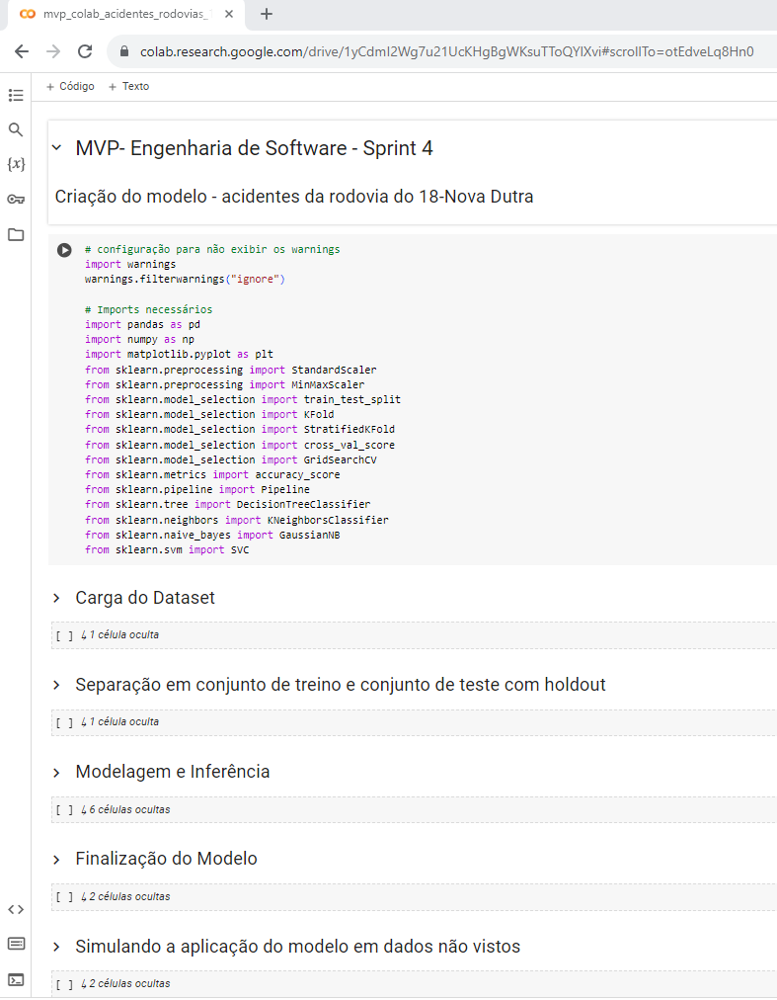 mvp_colab_acidentes_rodovias_
colab.research.google.com/drive/1yCdmI2Wg7u21UcKHgBgWKsuTToQYlXvi#scrollTo=otEdveLq8Hn0
+ Código + Texto
MVP- Engenharia de Software - Sprint 4
Criação do modelo - acidentes da rodovia do 18-Nova Dutra
# configuração para não exibir os warnings
import warnings
warnings.filterwarnings("ignore")
# Imports necessários
import pandas as pd
import numpy as np
import matplotlib.pyplot as plt
from sklearn.preprocessing import StandardScaler
from sklearn.preprocessing import MinMaxScaler
from sklearn.model_selection import train_test_split
from sklearn.model_selection import KFold
from sklearn.model_selection import StratifiedKFold
from sklearn.model_selection import cross_val_score
from sklearn.model_selection import GridSearchCV
from sklearn.metrics import accuracy_score
from sklearn.pipeline import Pipeline
from sklearn.tree import DecisionTreeClassifier
from sklearn.neighbors import KNeighborsClassifier
from sklearn.naive_bayes import GaussianNB
from sklearn.svm import SVC
Carga do Dataset
[ ] ↳ 1 célula oculta
Separação em conjunto de treino e conjunto de teste com holdout
[ ] ↳ 1 célula oculta
Modelagem e Inferência
[ ] ↳ 6 células ocultas
Finalização do Modelo
[ ] ↳ 2 células ocultas
Simulando a aplicação do modelo em dados não vistos
[ ] ↳ 2 células ocultas